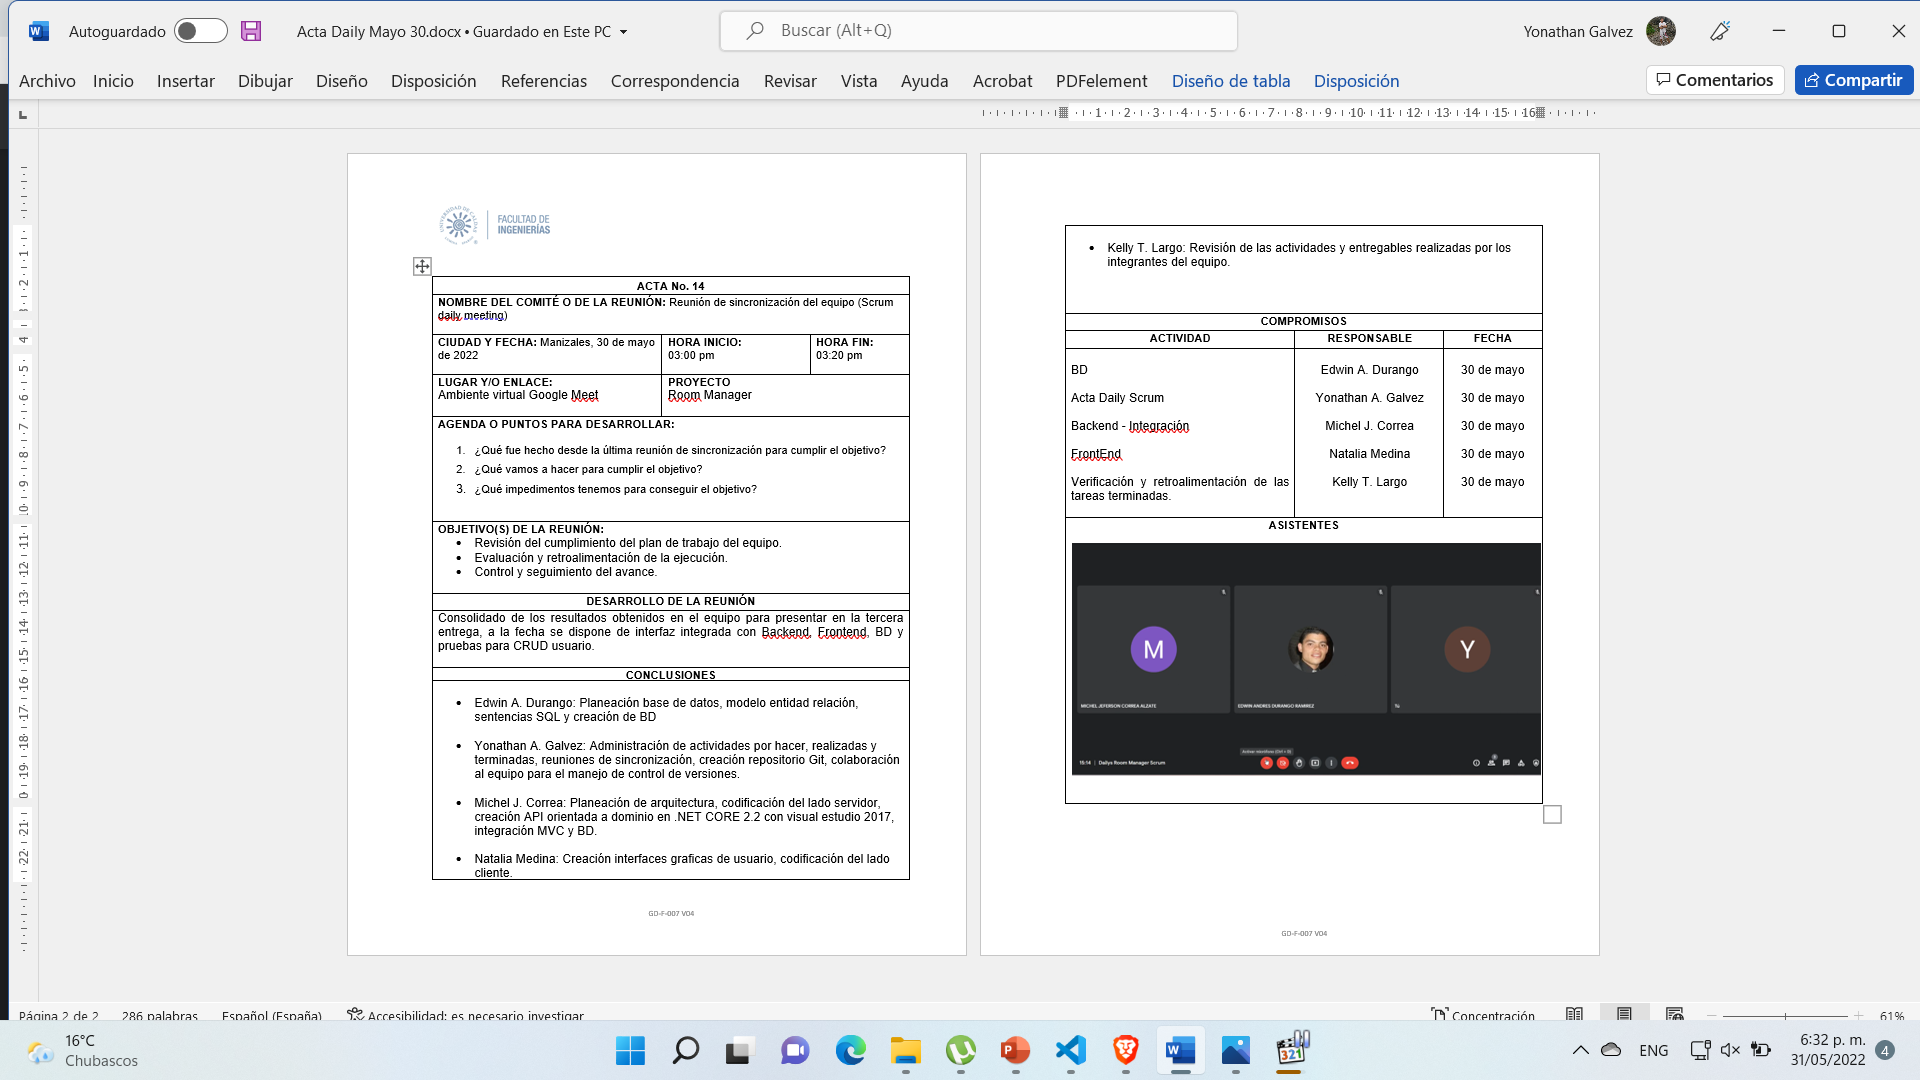 Autoguardado
Acta Daily Mayo 30.docx • Guardado en Este PC
Buscar (Alt+Q)
Yonathan Galvez
Archivo Inicio Insertar Dibujar Diseño Disposición Referencias Correspondencia Revisar Vista Ayuda Acrobat PDFelement Diseño de tabla Disposición
Comentarios
Compartir
FACULTAD DE
INGENIERÍAS
ACTA No. 14
NOMBRE DEL COMITÉ O DE LA REUNIÓN: Reunión de sincronización del equipo (Scrum
daily meeting)
CIUDAD Y FECHA: Manizales, 30 de mayo
de 2022
HORA INICIO:
03:00 pm
HORA FIN:
03:20 pm
LUGAR Y/O ENLACE:
Ambiente virtual Google Meet
PROYECTO
Room Manager
AGENDA O PUNTOS PARA DESARROLLAR:
1. ¿Qué fue hecho desde la última reunión de sincronización para cumplir el objetivo?
2. ¿Qué vamos a hacer para cumplir el objetivo?
3. ¿Qué impedimentos tenemos para conseguir el objetivo?
OBJETIVO(S) DE LA REUNIÓN:
• Revisión del cumplimiento del plan de trabajo del equipo.
• Evaluación y retroalimentación de la ejecución.
• Control y seguimiento del avance.
DESARROLLO DE LA REUNIÓN
Consolidado de los resultados obtenidos en el equipo para presentar en la tercera
entrega, a la fecha se dispone de interfaz integrada con Backend, Frontend, BD y
pruebas para CRUD usuario.
CONCLUSIONES
• Edwin A. Durango: Planeación base de datos, modelo entidad relación,
sentencias SQL y creación de BD
• Yonathan A. Galvez: Administración de actividades por hacer, realizadas y
terminadas, reuniones de sincronización, creación repositorio Git, colaboración
al equipo para el manejo de control de versiones.
• Michel J. Correa: Planeación de arquitectura, codificación del lado servidor,
creación API orientada a dominio en .NET CORE 2.2 con visual estudio 2017,
integración MVC y BD.
• Natalia Medina: Creación interfaces graficas de usuario, codificación del lado
cliente.
GD-F-007 V04
• Kelly T. Largo: Revisión de las actividades y entregables realizadas por los
integrantes del equipo.
COMPROMISOS
ACTIVIDAD RESPONSABLE FECHA
BD Edwin A. Durango 30 de mayo
Acta Daily Scrum Yonathan A. Galvez 30 de mayo
Backend - Integración Michel J. Correa 30 de mayo
FrontEnd Natalia Medina 30 de mayo
Verificación y retroalimentación de las Kelly T. Largo 30 de mayo
tareas terminadas.
ASISTENTES
M
Y
MICHEL JEFERSON CORREA ALZATE
EDWIN ANDRES DURANGO RAMIREZ
Tú
15:14 | Dailys Room Manager Scrum
GD-F-007 V04
Página 2 de 2 286 palabras Español (España) Accesibilidad: es necesario investigar
Concentración
61%
16°C
Chubascos
321
ENG
6:32 p. m.
31/05/2022
4